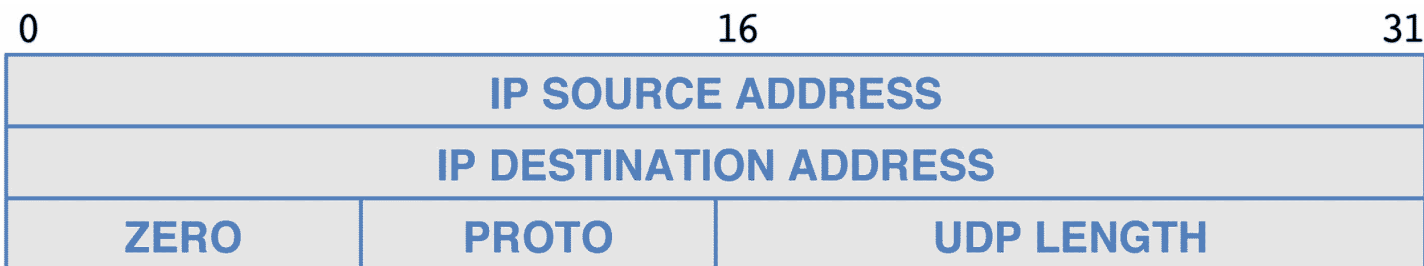 0 16 31
IP SOURCE ADDRESS
IP DESTINATION ADDRESS
ZERO PROTO UDP LENGTH